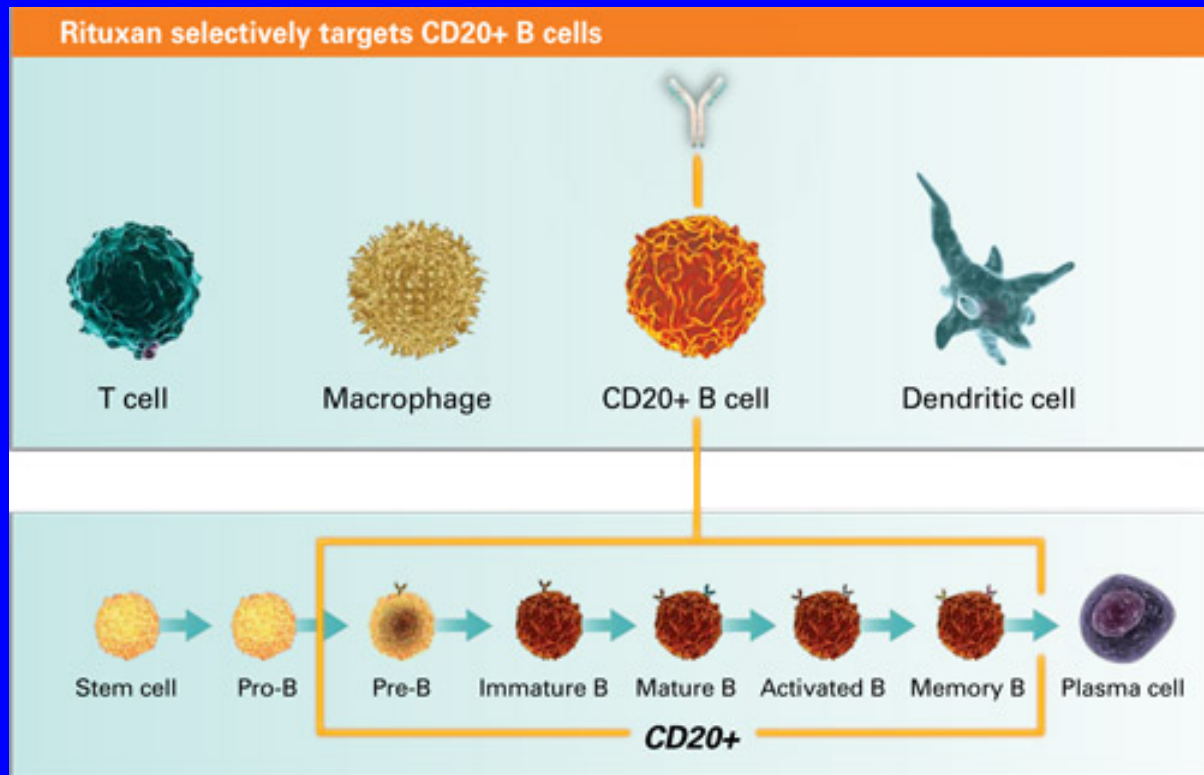 Rituxan selectively targets CD20+ B cells
T cell
Macrophage
CD20+ B cell
Dendritic cell
Stem cell
Pro-B
Pre-B
Immature B
Mature B
Activated B
Memory B
Plasma cell
CD20+